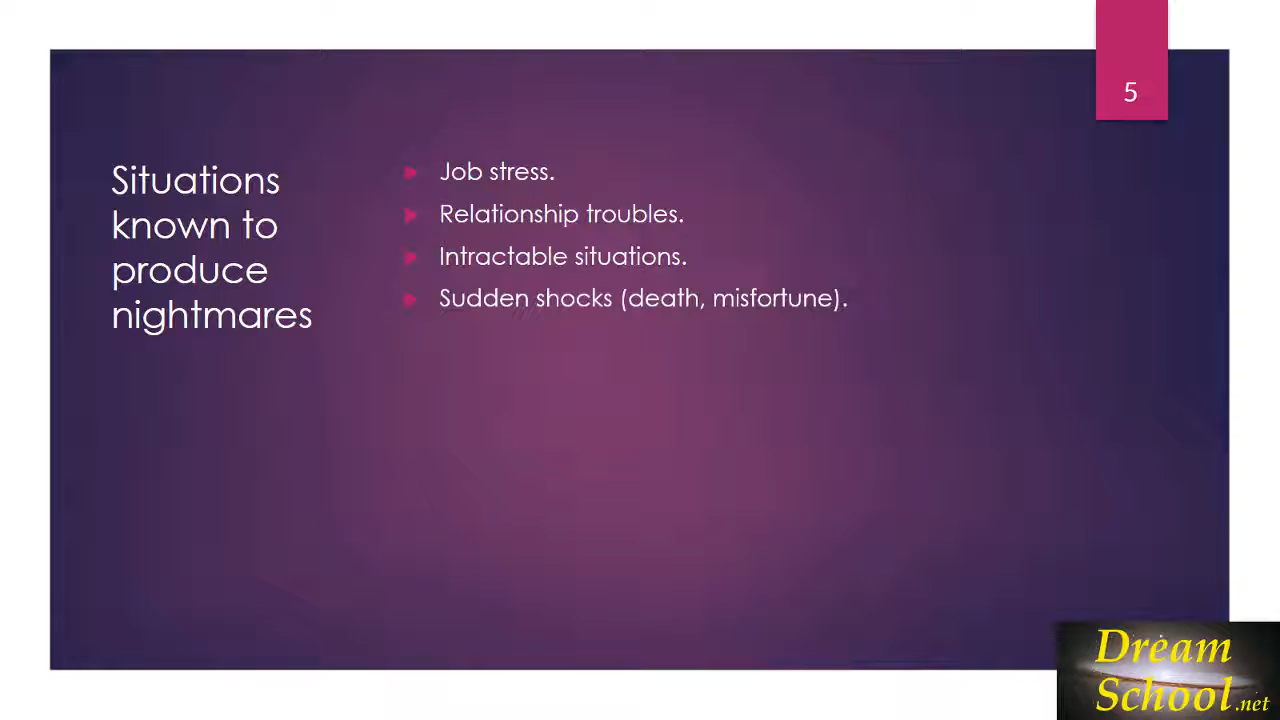 5
Situations
known to
produce
nightmares
Job stress.
Relationship troubles.
Intractable situations.
Sudden shocks (death, misfortune).
Dream
School.net